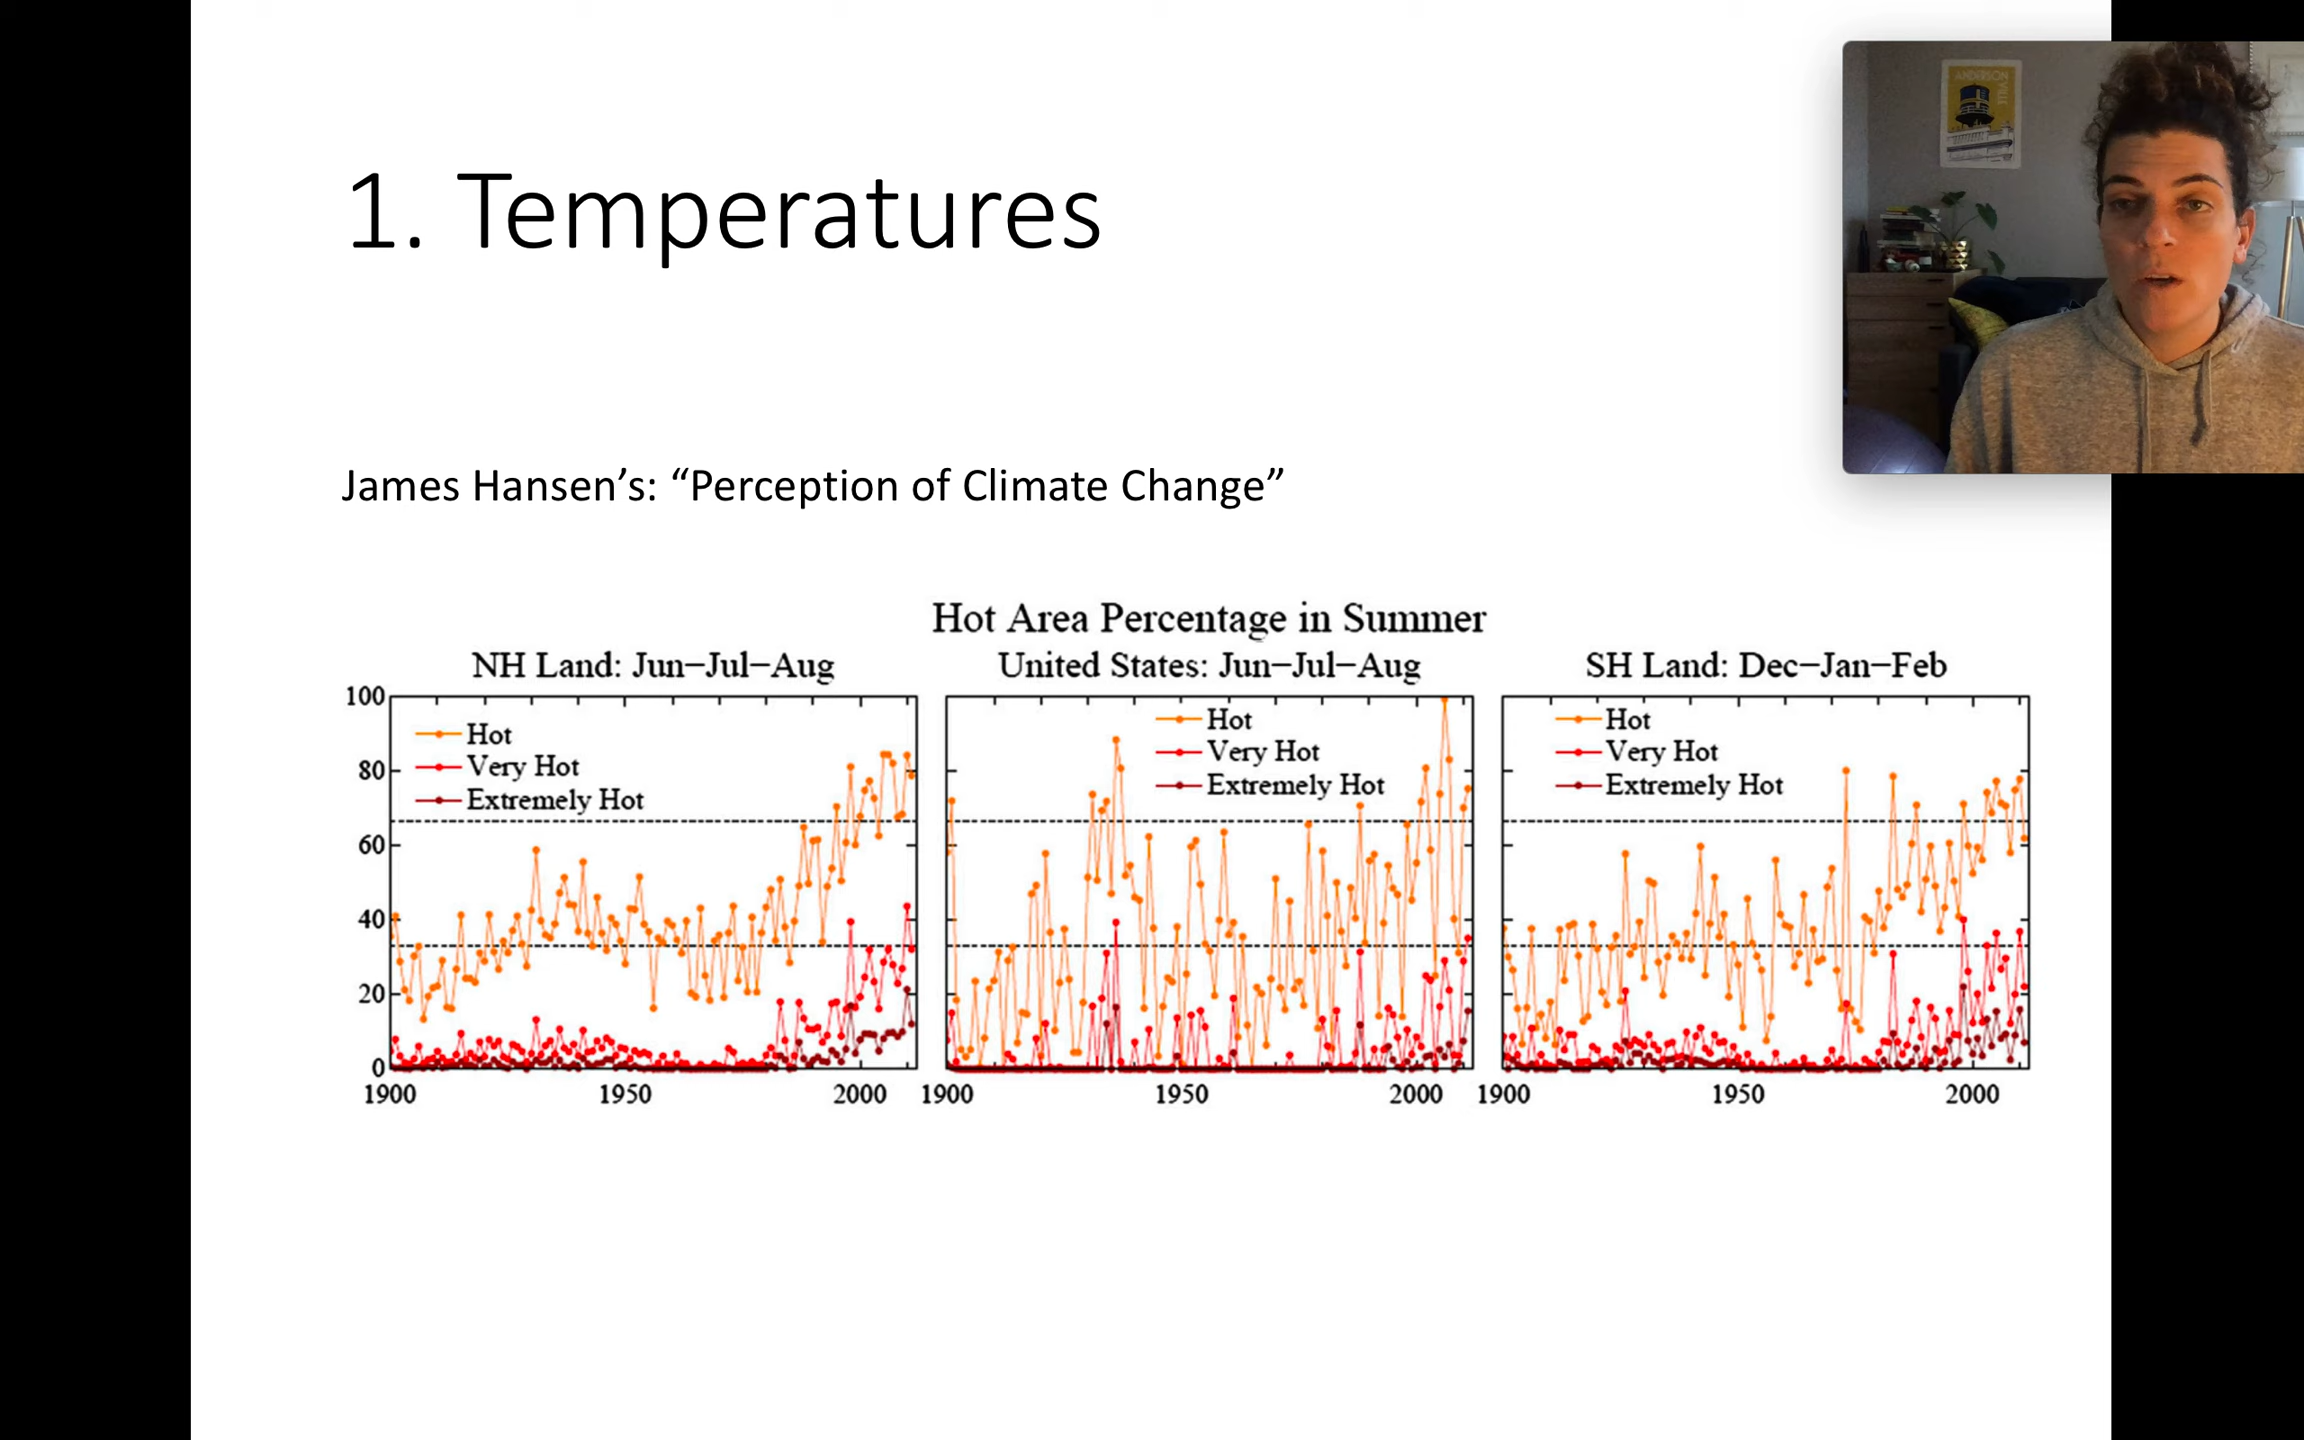 1. Temperatures
ANDERSON
James Hansen’s: “Perception of Climate Change”
Hot Area Percentage in Summer
NH Land: Jun−Jul−Aug
United States: Jun−Jul−Aug
SH Land: Dec−Jan−Feb
100
80
60
40
20
0
Hot
Very Hot
Extremely Hot
Hot
Very Hot
Extremely Hot
Hot
Very Hot
Extremely Hot
1900 1950 2000
1900 1950 2000
1900 1950 2000